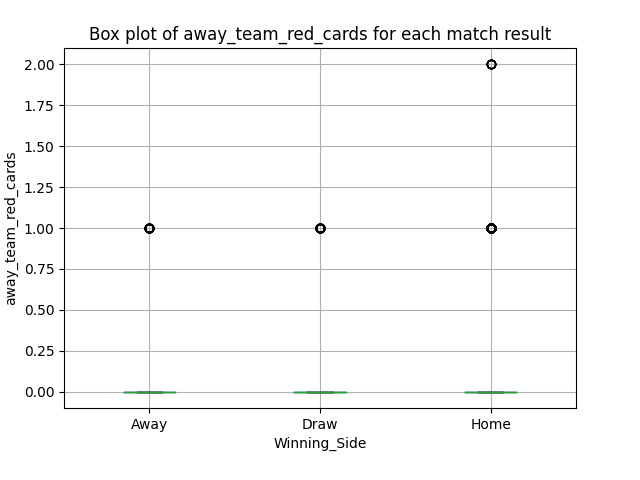 Box plot of away_team_red_cards for each match result
2.00
1.75
1.50
1.25
1.00
0.75
0.50
0.25
0.00
away_team_red_cards
Away Draw Home
Winning_Side